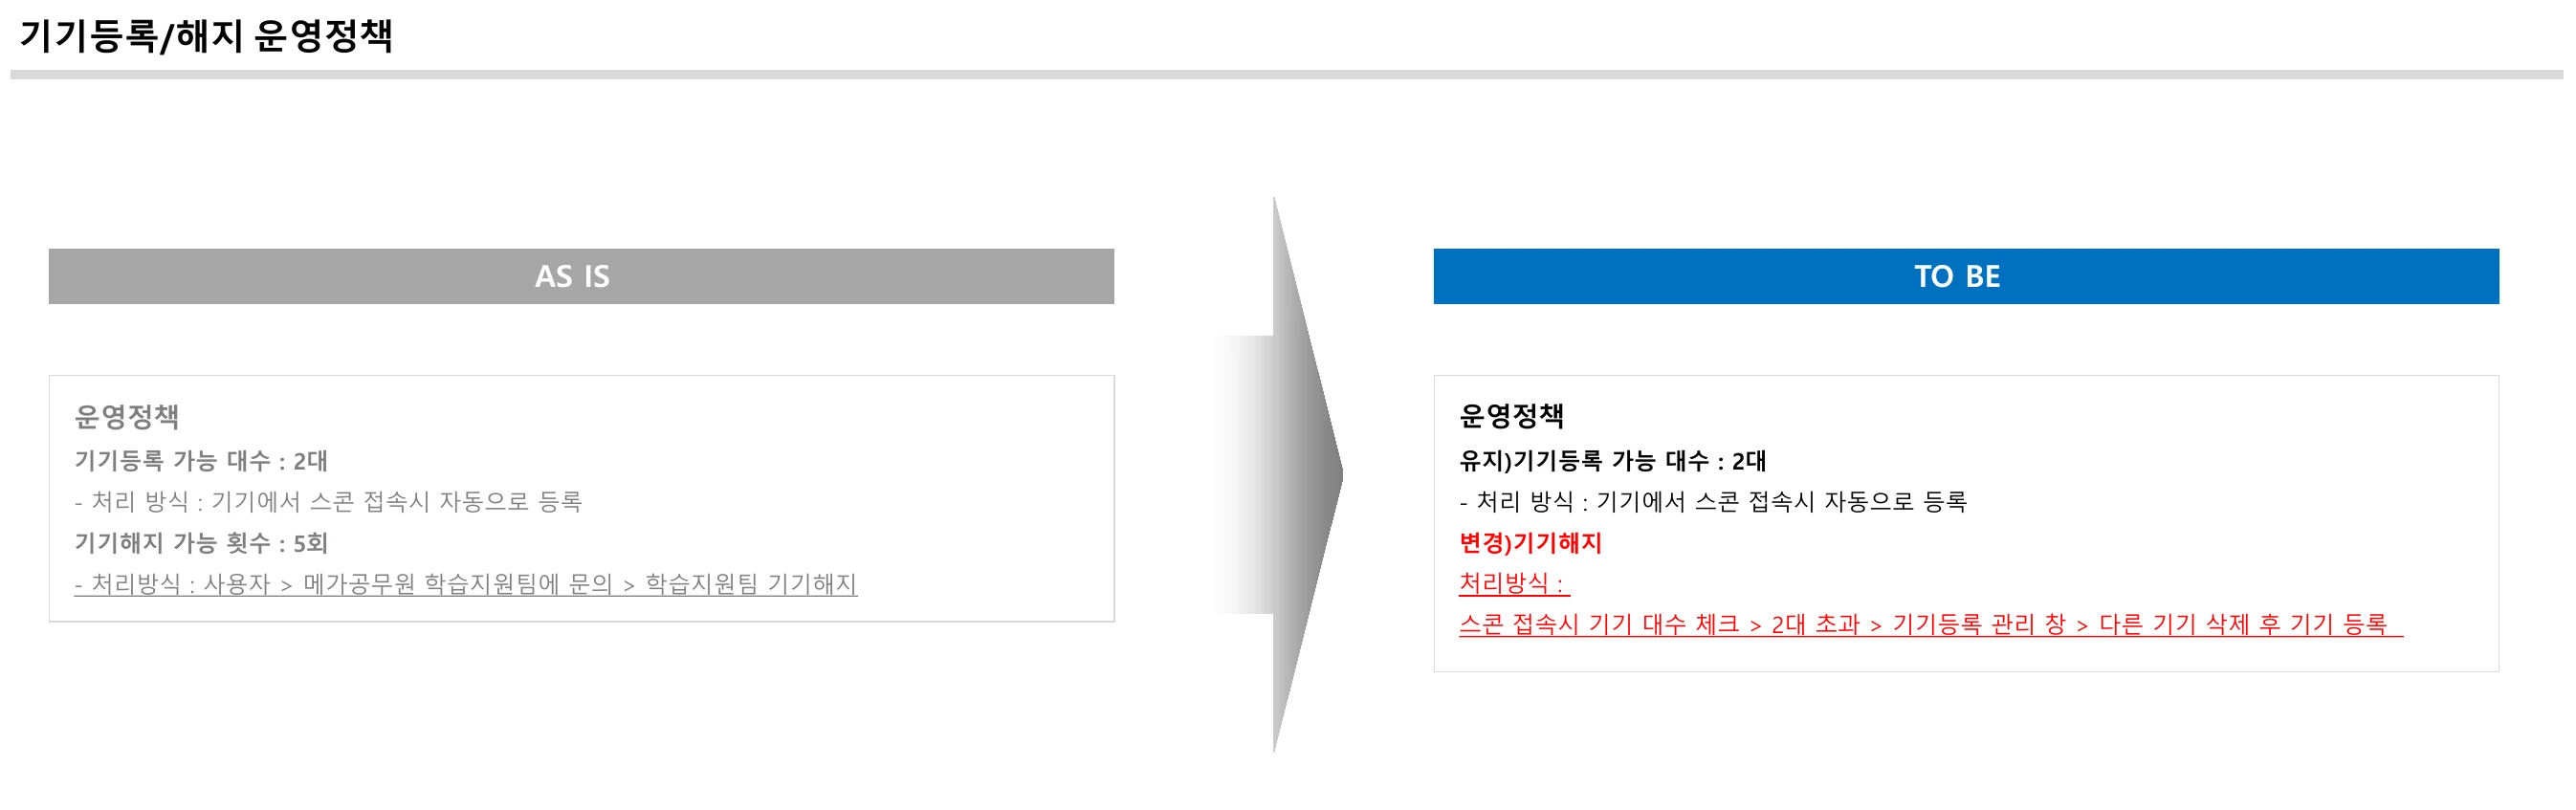 기기등록/해지 운영정책
AS IS
운영정책
기기등록 가능 대수 : 2대
- 처리 방식 : 기기에서 스콘 접속시 자동으로 등록
기기해지 가능 횟수 : 5회
- 처리방식 : 사용자 > 메가공무원 학습지원팀에 문의 > 학습지원팀 기기해지
TO BE
운영정책
유지)기기등록 가능 대수 : 2대
- 처리 방식 : 기기에서 스콘 접속시 자동으로 등록
변경)기기해지
처리방식 :
스콘 접속시 기기 대수 체크 > 2대 초과 > 기기등록 관리 창 > 다른 기기 삭제 후 기기 등록